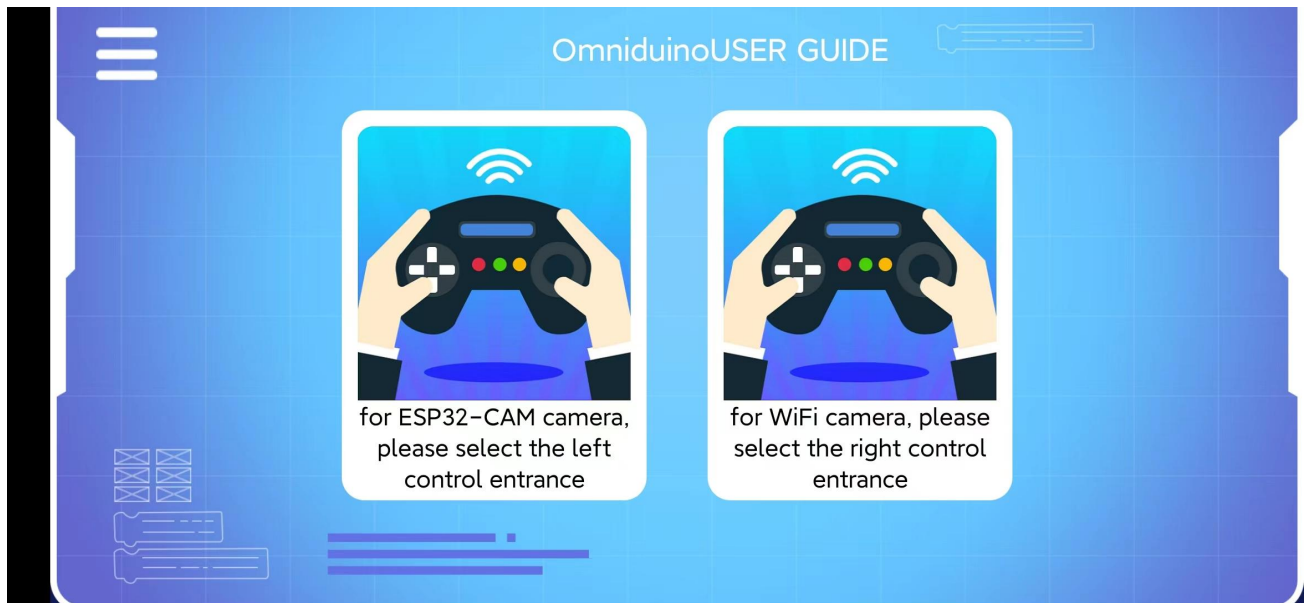 OmniduinoUSER GUIDE
for ESP32-CAM camera,
please select the left
control entrance
for WiFi camera, please
select the right control
entrance